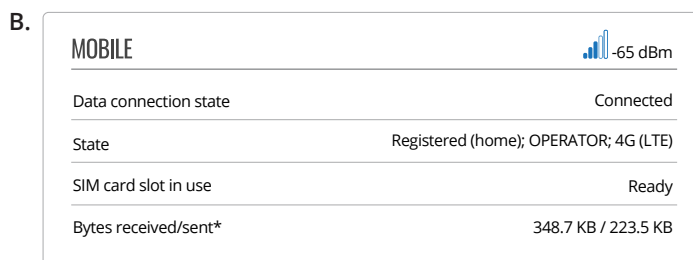 B.
MOBILE -65 dBm
Data connection state Connected
State Registered (home); OPERATOR; 4G (LTE)
SIM card slot in use Ready
Bytes received/sent* 348.7 KB / 223.5 KB